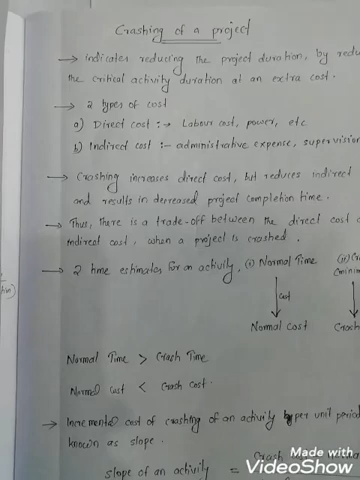 Crashing of a project
→ indicates reducing the project duration, by
the critical activity duration at an extra cost.
→ 2 types of cost
a) Direct cost :→ Labour cost, power, etc
b) Indirect cost :- administrative expense, supervision
→ Crashing increases direct cost, but reduces indirect
and results in decreased project completion time.
→ Thus, there is a trade-off between the direct cost
indirect cost, when a project is crashed.
→ 2 time estimates for an activity, (i) Normal Time (ii)
cost
Normal Cost Crash
Normal Time > Crash Time
Normal cost < Crash cost.
→ Incremental cost of crashing of an activity per unit period
known as slope.
slope of an activity = Crash
Made with
VideoShow